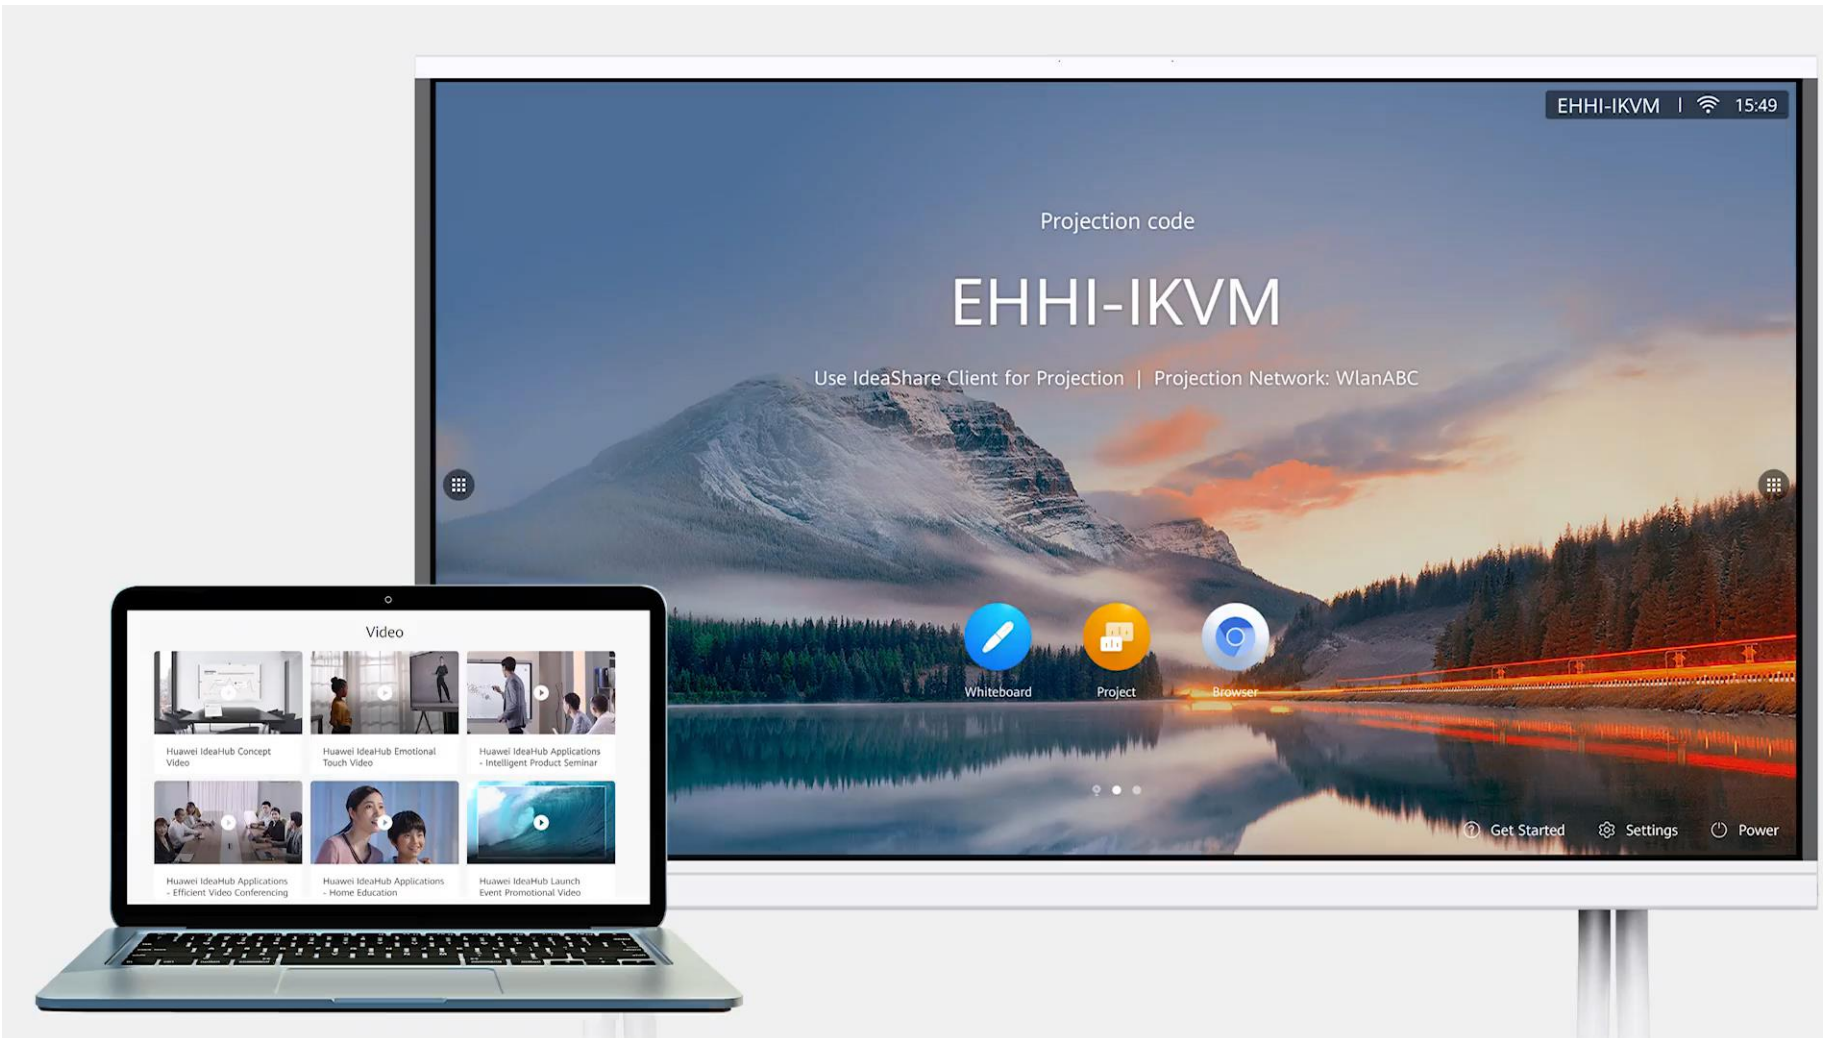 EHHI-IKVM | 15:49
Projection code
EHHI-IKVM
Use IdeaShare Client for Projection | Projection Network: WlanABC
Whiteboard
Project
Browser
Get Started
Settings
Power
Video
Huawei IdeaHub Concept
Video
Huawei IdeaHub Emotional
Touch Video
Huawei IdeaHub Applications
- Intelligent Product Seminar
Huawei IdeaHub Applications
- Efficient Video Conferencing
Huawei IdeaHub Applications
- Home Education
Huawei IdeaHub Launch
Event Promotional Video